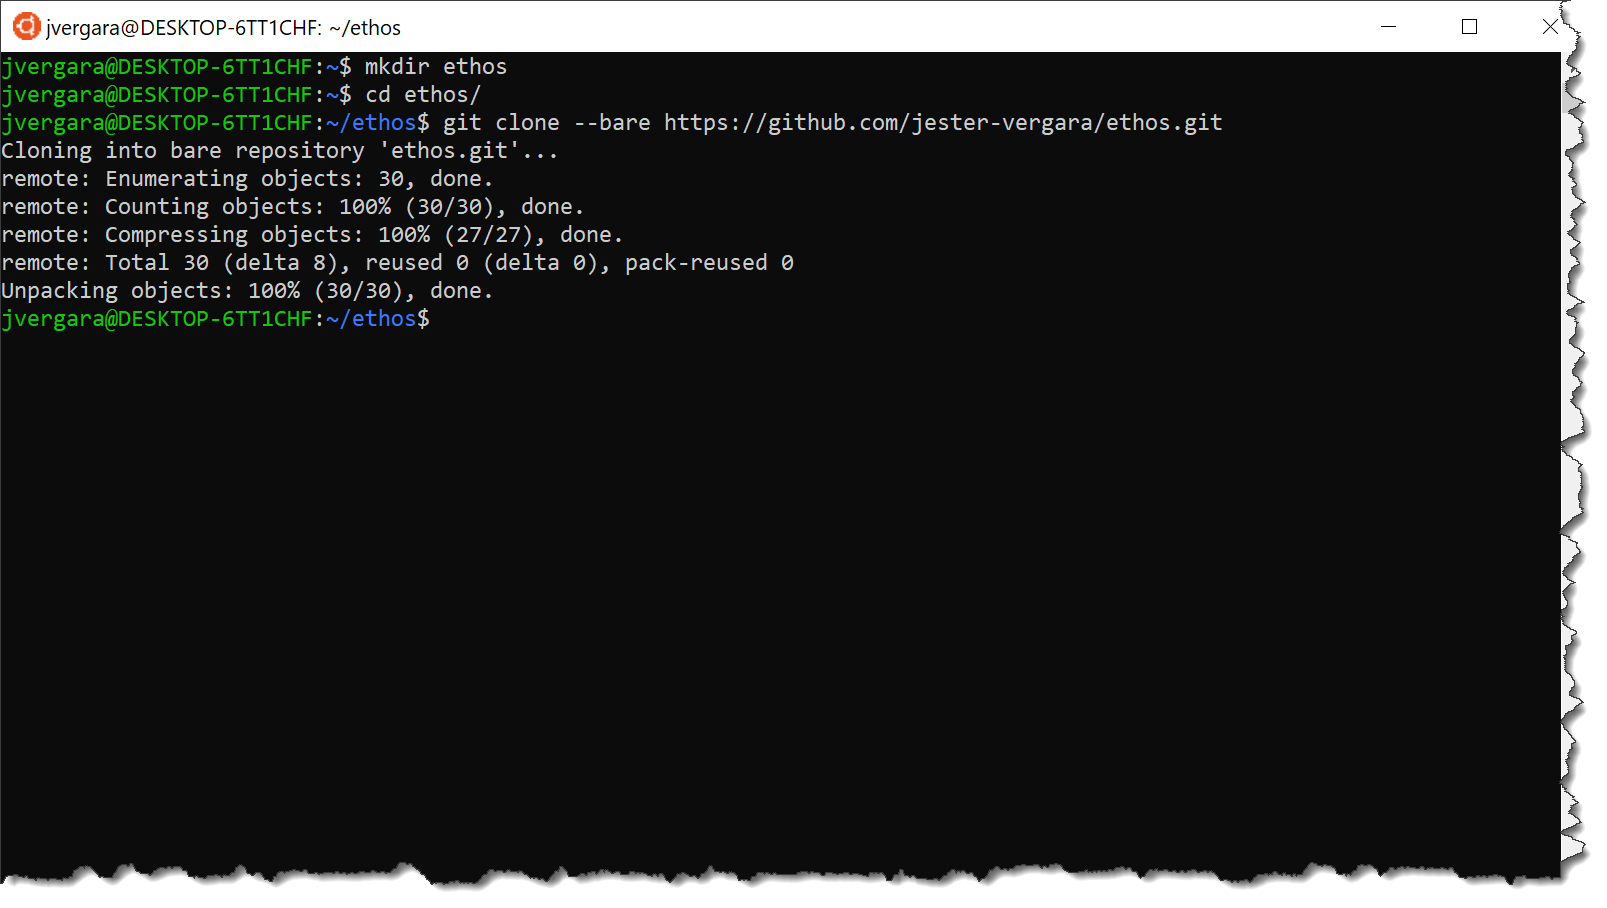 jvergara@DESKTOP-6TT1CHF: ~/ethos
jvergara@DESKTOP-6TT1CHF:~$ mkdir ethos
jvergara@DESKTOP-6TT1CHF:~$ cd ethos/
jvergara@DESKTOP-6TT1CHF:~/ethos$ git clone --bare https://github.com/jester-vergara/ethos.git
Cloning into bare repository 'ethos.git'...
remote: Enumerating objects: 30, done.
remote: Counting objects: 100% (30/30), done.
remote: Compressing objects: 100% (27/27), done.
remote: Total 30 (delta 8), reused 0 (delta 0), pack-reused 0
Unpacking objects: 100% (30/30), done.
jvergara@DESKTOP-6TT1CHF:~/ethos$